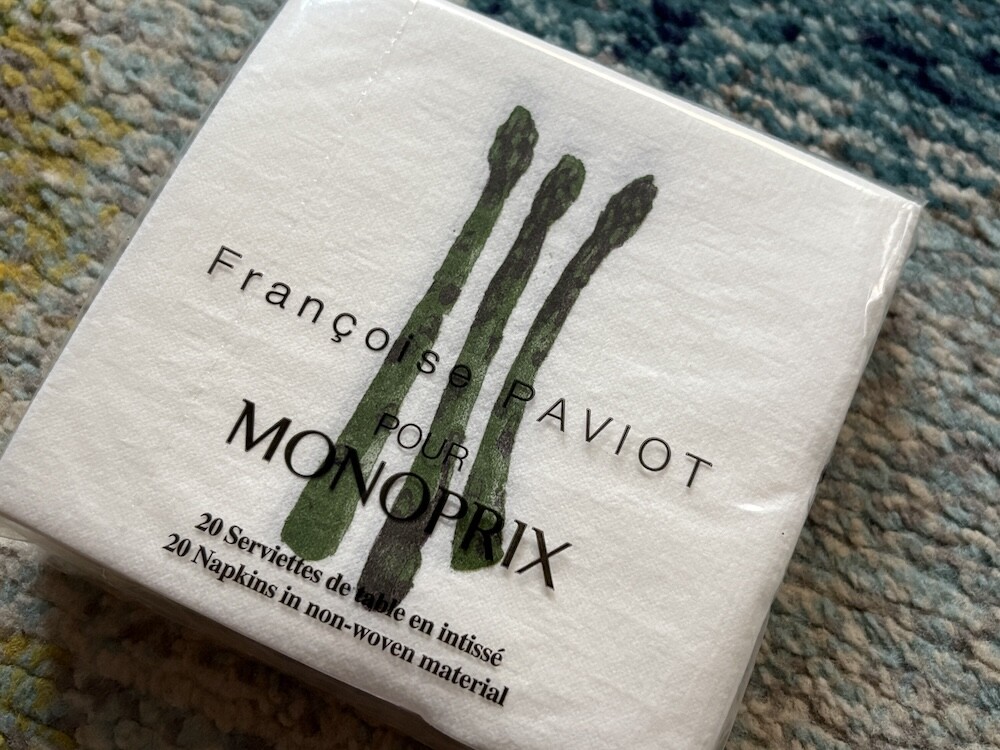 Françoise PAVIOT
POUR
MONOPRIX
20 Serviettes de table en intissé
20 Napkins in non-woven material